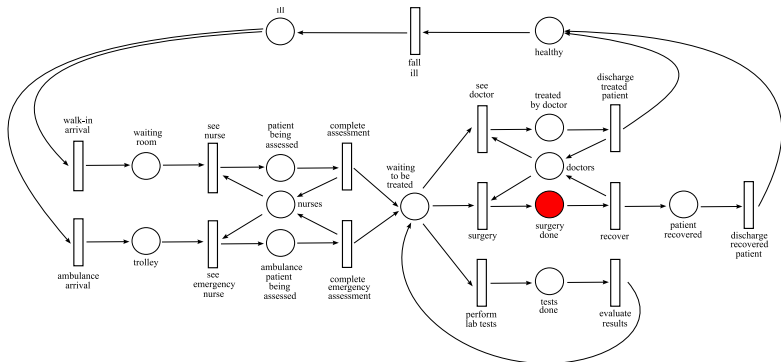 ill
fall
ill
healthy
walk-in
arrival
waiting
room
see
nurse
patient
being
assessed
complete
assessment
nurses
ambulance
arrival
trolley
see
emergency
nurse
ambulance
patient
being
assessed
complete
emergency
assessment
waiting
to be
treated
see
doctor
treated
by doctor
discharge
treated
patient
doctors
surgery
surgery
done
recover
patient
recovered
discharge
recovered
patient
perform
lab tests
tests
done
evaluate
results